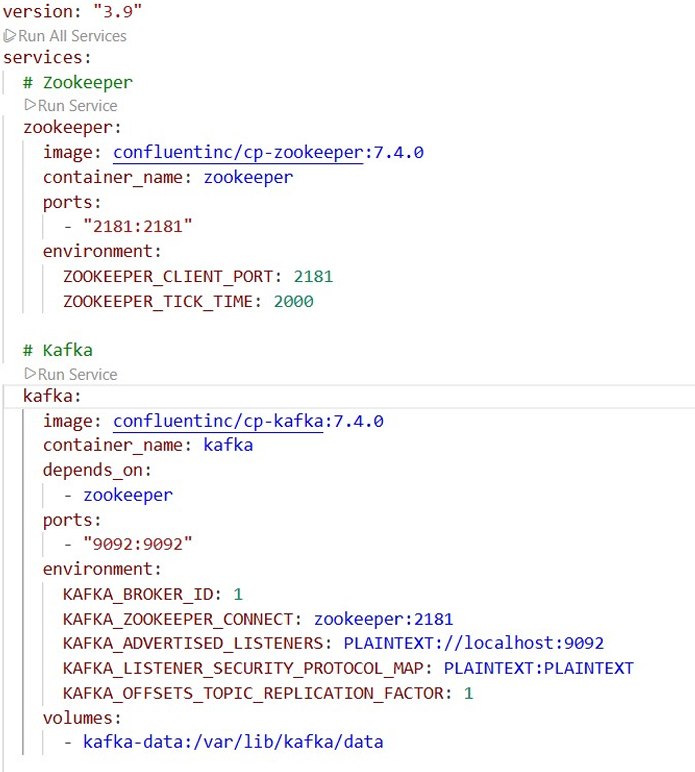 version: "3.9"
Run All Services
services:
# Zookeeper
Run Service
zookeeper:
image: confluentinc/cp-zookeeper:7.4.0
container_name: zookeeper
ports:
- "2181:2181"
environment:
ZOOKEEPER_CLIENT_PORT: 2181
ZOOKEEPER_TICK_TIME: 2000
# Kafka
Run Service
kafka:
image: confluentinc/cp-kafka:7.4.0
container_name: kafka
depends_on:
- zookeeper
ports:
- "9092:9092"
environment:
KAFKA_BROKER_ID: 1
KAFKA_ZOOKEEPER_CONNECT: zookeeper:2181
KAFKA_ADVERTISED_LISTENERS: PLAINTEXT://localhost:9092
KAFKA_LISTENER_SECURITY_PROTOCOL_MAP: PLAINTEXT:PLAINTEXT
KAFKA_OFFSETS_TOPIC_REPLICATION_FACTOR: 1
volumes:
- kafka-data:/var/lib/kafka/data